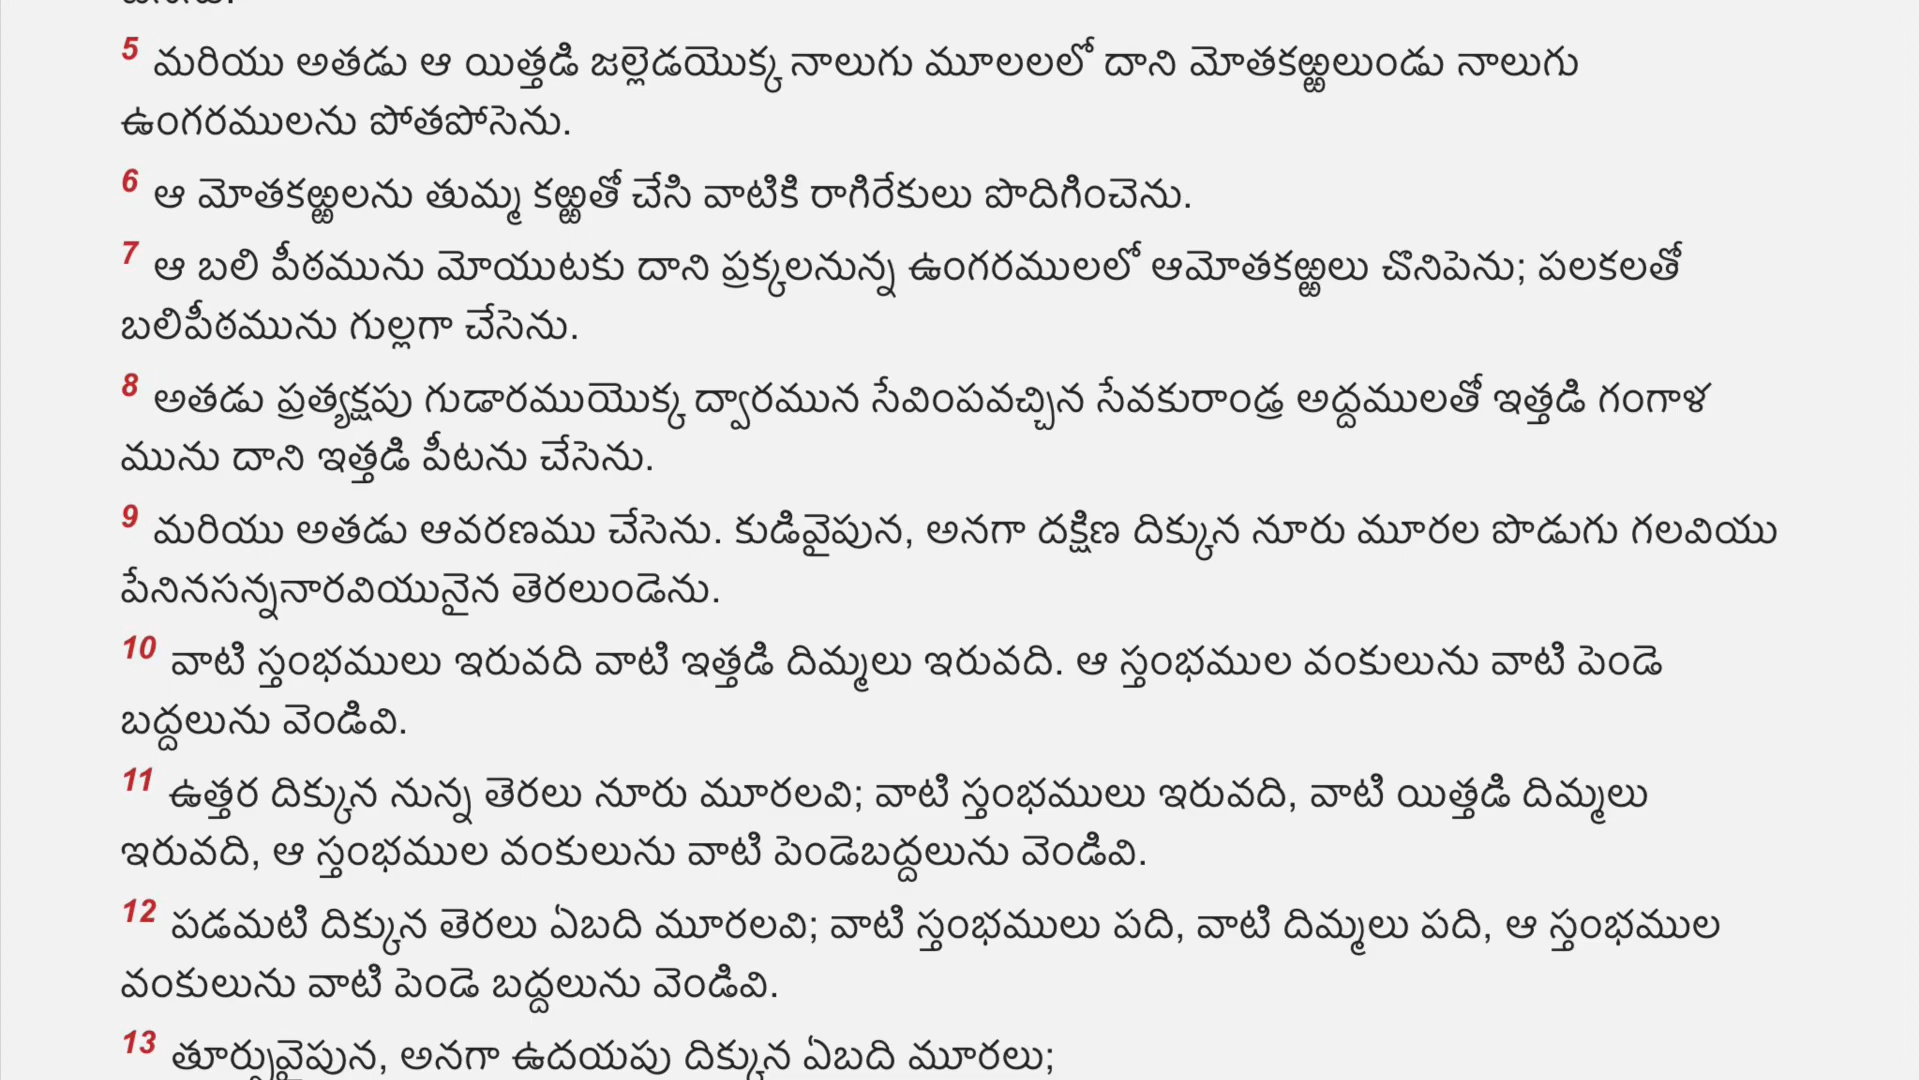 5 మరియు అతడు ఆ యిత్తడి జల్లెడయొక్క నాలుగు మూలలలో దాని మోతకఱ్ఱలుండు నాలుగు
ఉంగరములను పోతపోసెను.
6 ఆ మోతకఱ్ఱలను తుమ్మ కఱ్ఱతో చేసి వాటికి రాగిరేకులు పొదిగించెను.
7 ఆ బలి పీఠమును మోయుటకు దాని ప్రక్కలనున్న ఉంగరములలో ఆమోతకఱ్ఱలు చొనిపెను; పలకలతో
బలిపీఠమును గుల్లగా చేసెను.
8 అతడు ప్రత్యక్షపు గుడారముయొక్క ద్వారమున సేవింపవచ్చిన సేవకురాండ్ర అద్దములతో ఇత్తడి గంగాళ
మును దాని ఇత్తడి పీటను చేసెను.
9 మరియు అతడు ఆవరణము చేసెను. కుడివైపున, అనగా దక్షిణ దిక్కున నూరు మూరల పొడుగు గలవియు
పేనినసన్ననారవియునైన తెరలుండెను.
10 వాటి స్తంభములు ఇరువది వాటి ఇత్తడి దిమ్మలు ఇరువది. ఆ స్తంభముల వంకులును వాటి పెండె
బద్దలును వెండివి.
11 ఉత్తర దిక్కున నున్న తెరలు నూరు మూరలవి; వాటి స్తంభములు ఇరువది, వాటి యిత్తడి దిమ్మలు
ఇరువది, ఆ స్తంభముల వంకులును వాటి పెండెబద్దలును వెండివి.
12 పడమటి దిక్కున తెరలు ఏబది మూరలవి; వాటి స్తంభములు పది, వాటి దిమ్మలు పది, ఆ స్తంభముల
వంకులును వాటి పెండె బద్దలును వెండివి.
13 తూర్పువైపున, అనగా ఉదయపు దిక్కున ఏబది మూరలు;